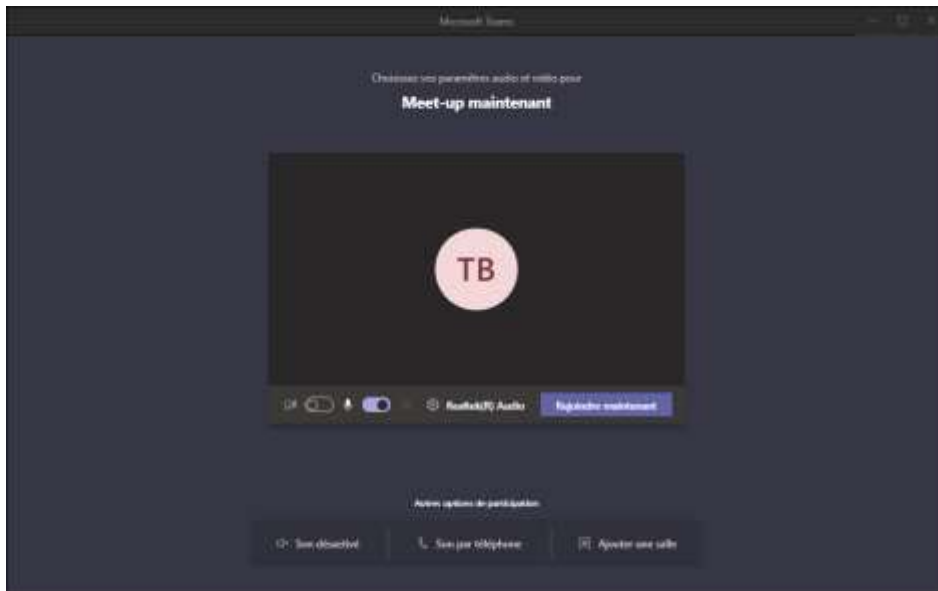 Microsoft Teams
Choisissez vos paramètres audio et vidéo pour
Meet-up maintenant
TB
Realtek(R) Audio
Rejoindre maintenant
Autres options de participation
Son désactivé
Son par téléphone
Ajouter une salle